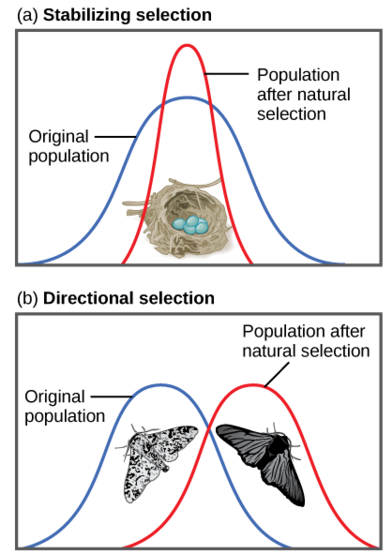 (a) Stabilizing selection
Population
after natural
selection
Original
population
(b) Directional selection
Population after
natural selection
Original
population